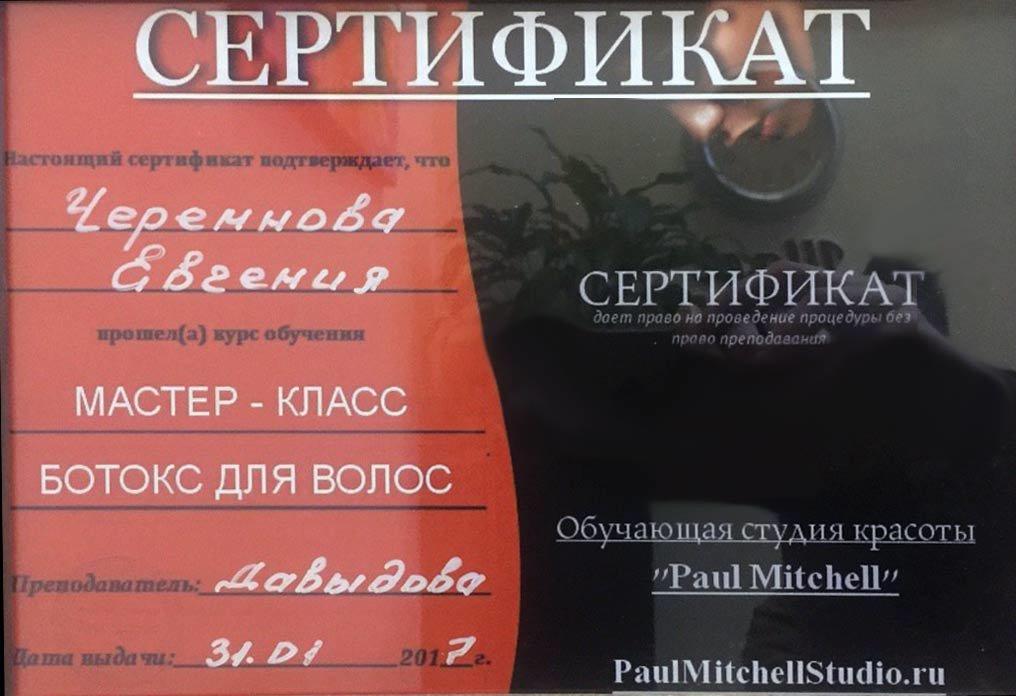 СЕРТИФИКАТ
Настоящий сертификат подтверждает, что
Черемнова
Евгения
прошел(а) курс обучения
МАСТЕР - КЛАСС
БОТОКС ДЛЯ ВОЛОС
Преподаватель: Давыдова
Дата выдачи: 31.01 2017 г.
СЕРТИФИКАТ
дает право на проведение процедуры без
право преподавания
Обучающая студия красоты
"Paul Mitchell"
PaulMitchellStudio.ru